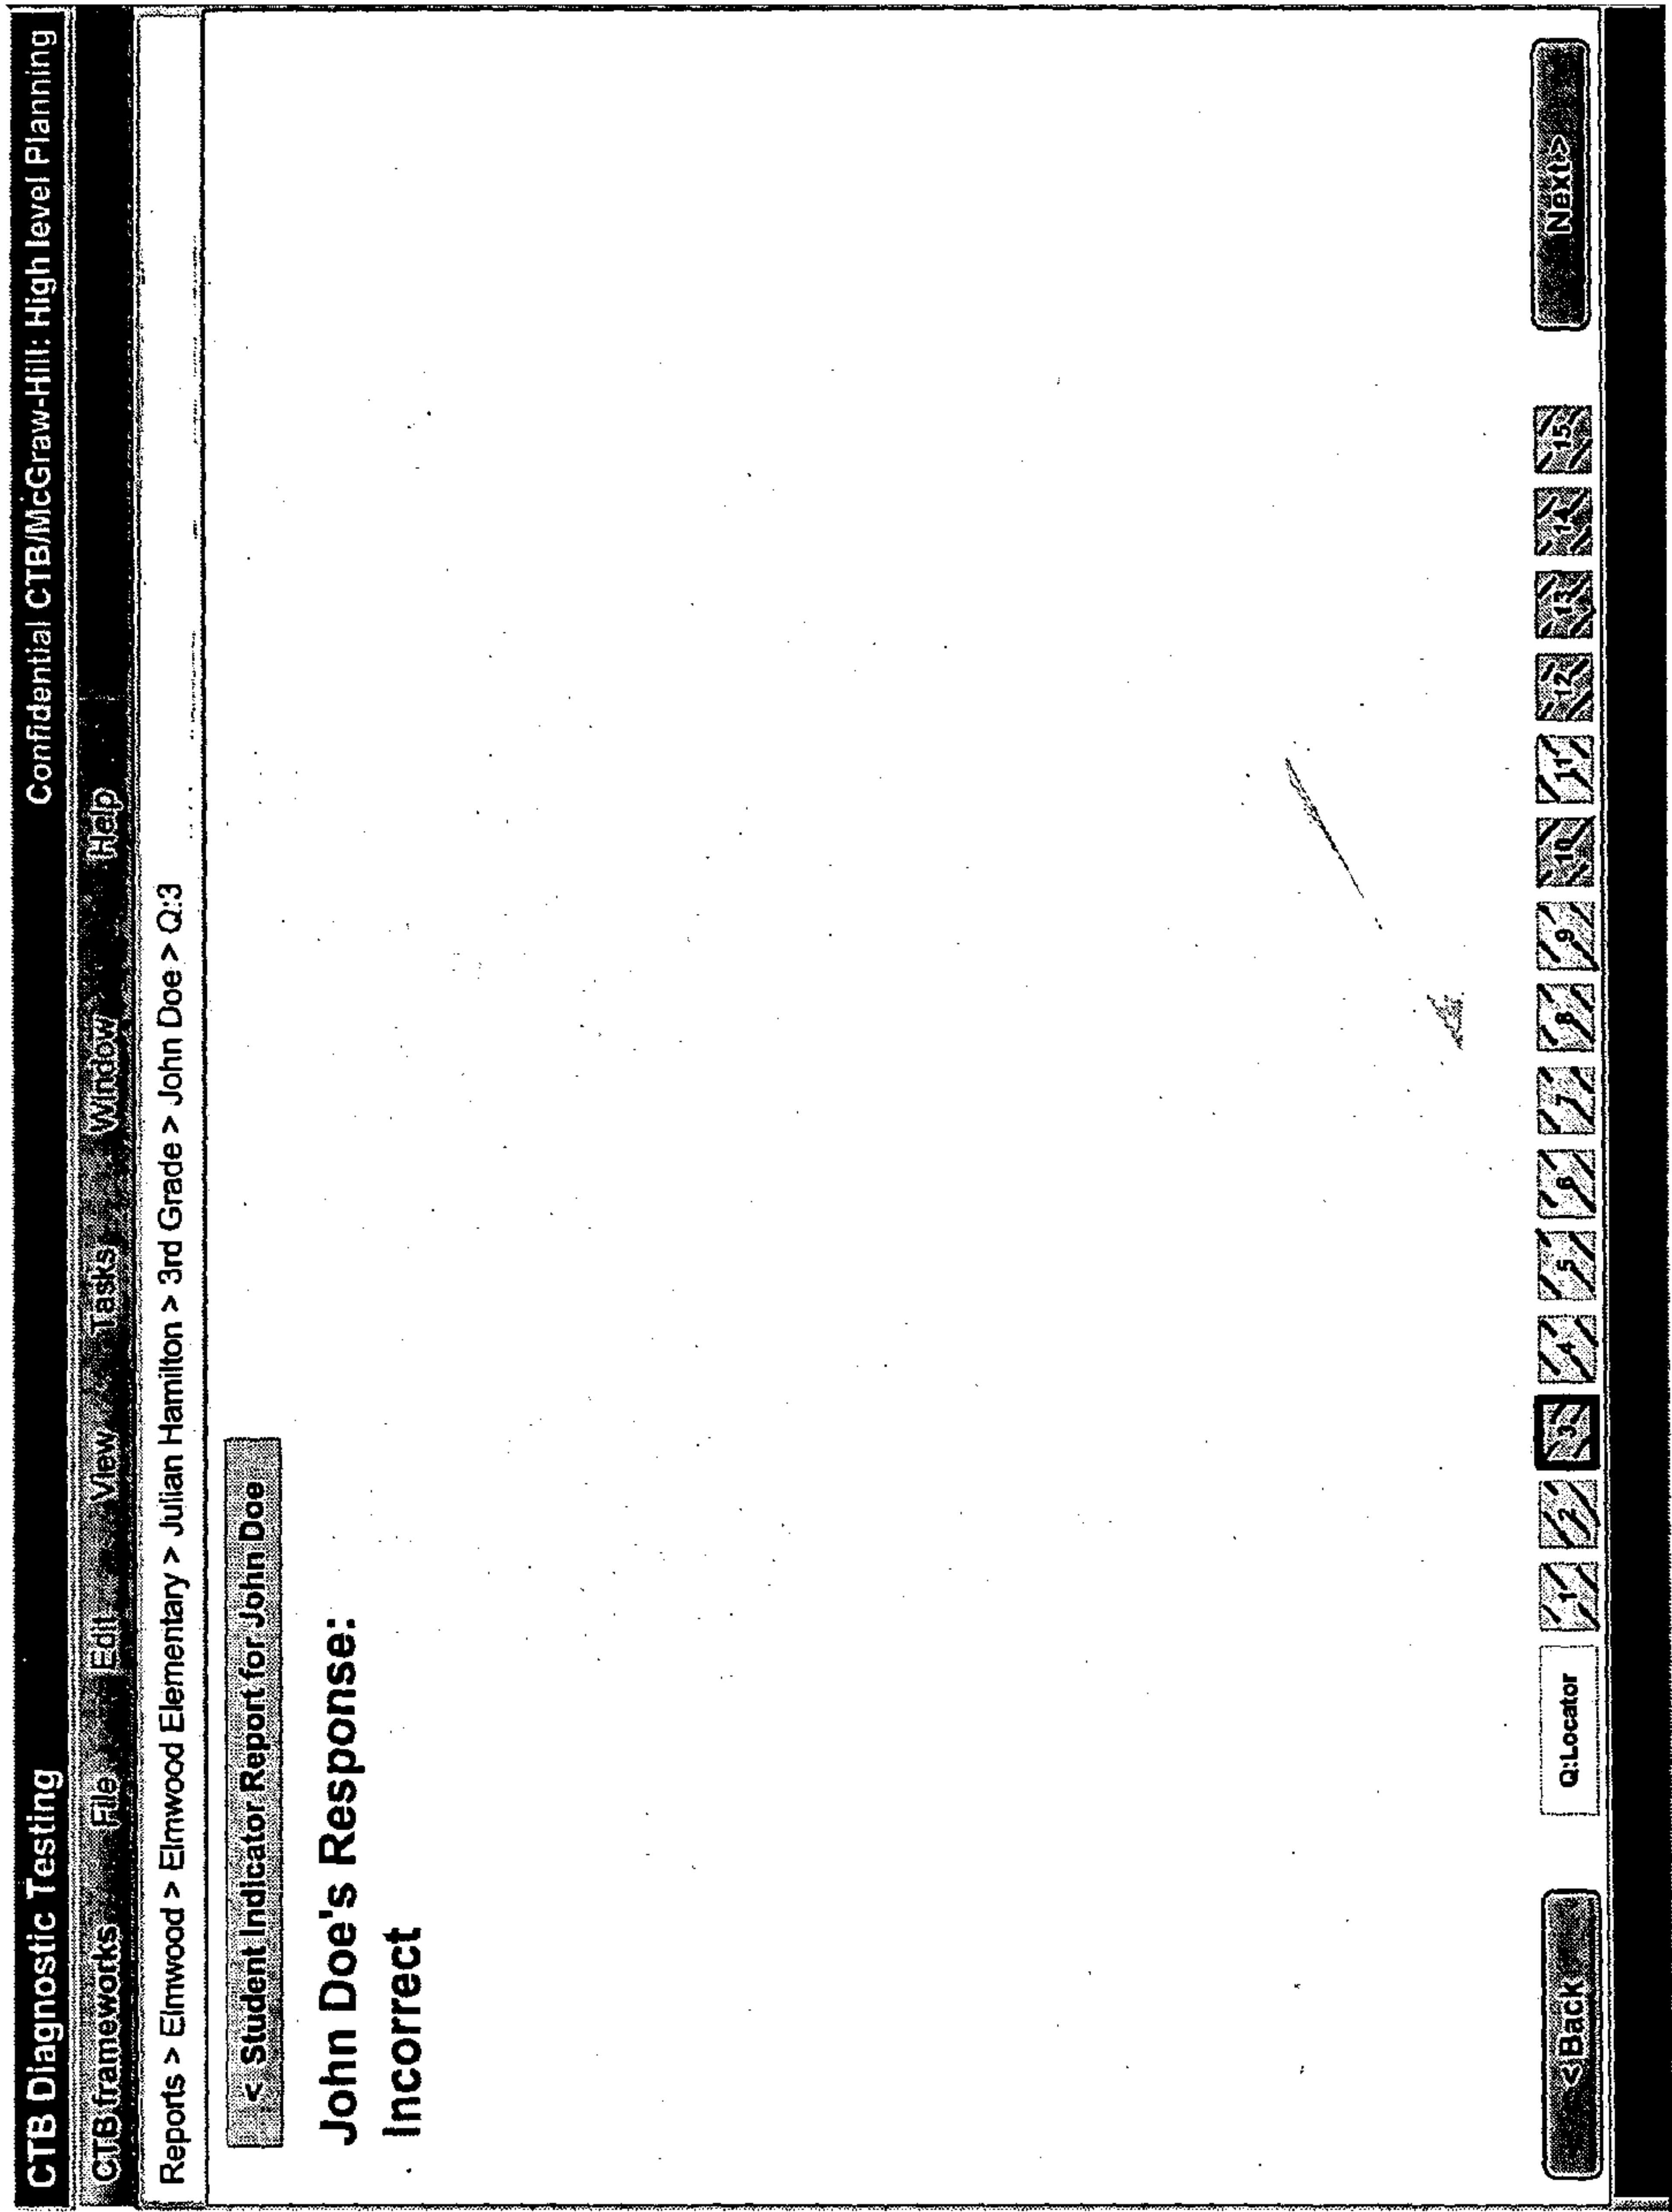 CTB Diagnostic Testing Confidential CTB/McGraw-Hill: High level Planning
CTB frameworks File Edit View Tasks Window Help
Reports > Elmwood > Elmwood Elementary > Julian Hamilton > 3rd Grade > John Doe > Q:3
< Student Indicator Report for John Doe
John Doe's Response:
Incorrect
<Back Q:Locator 1 2 3 4 5 6 7 8 9 10 11 12 13 14 15 Next>